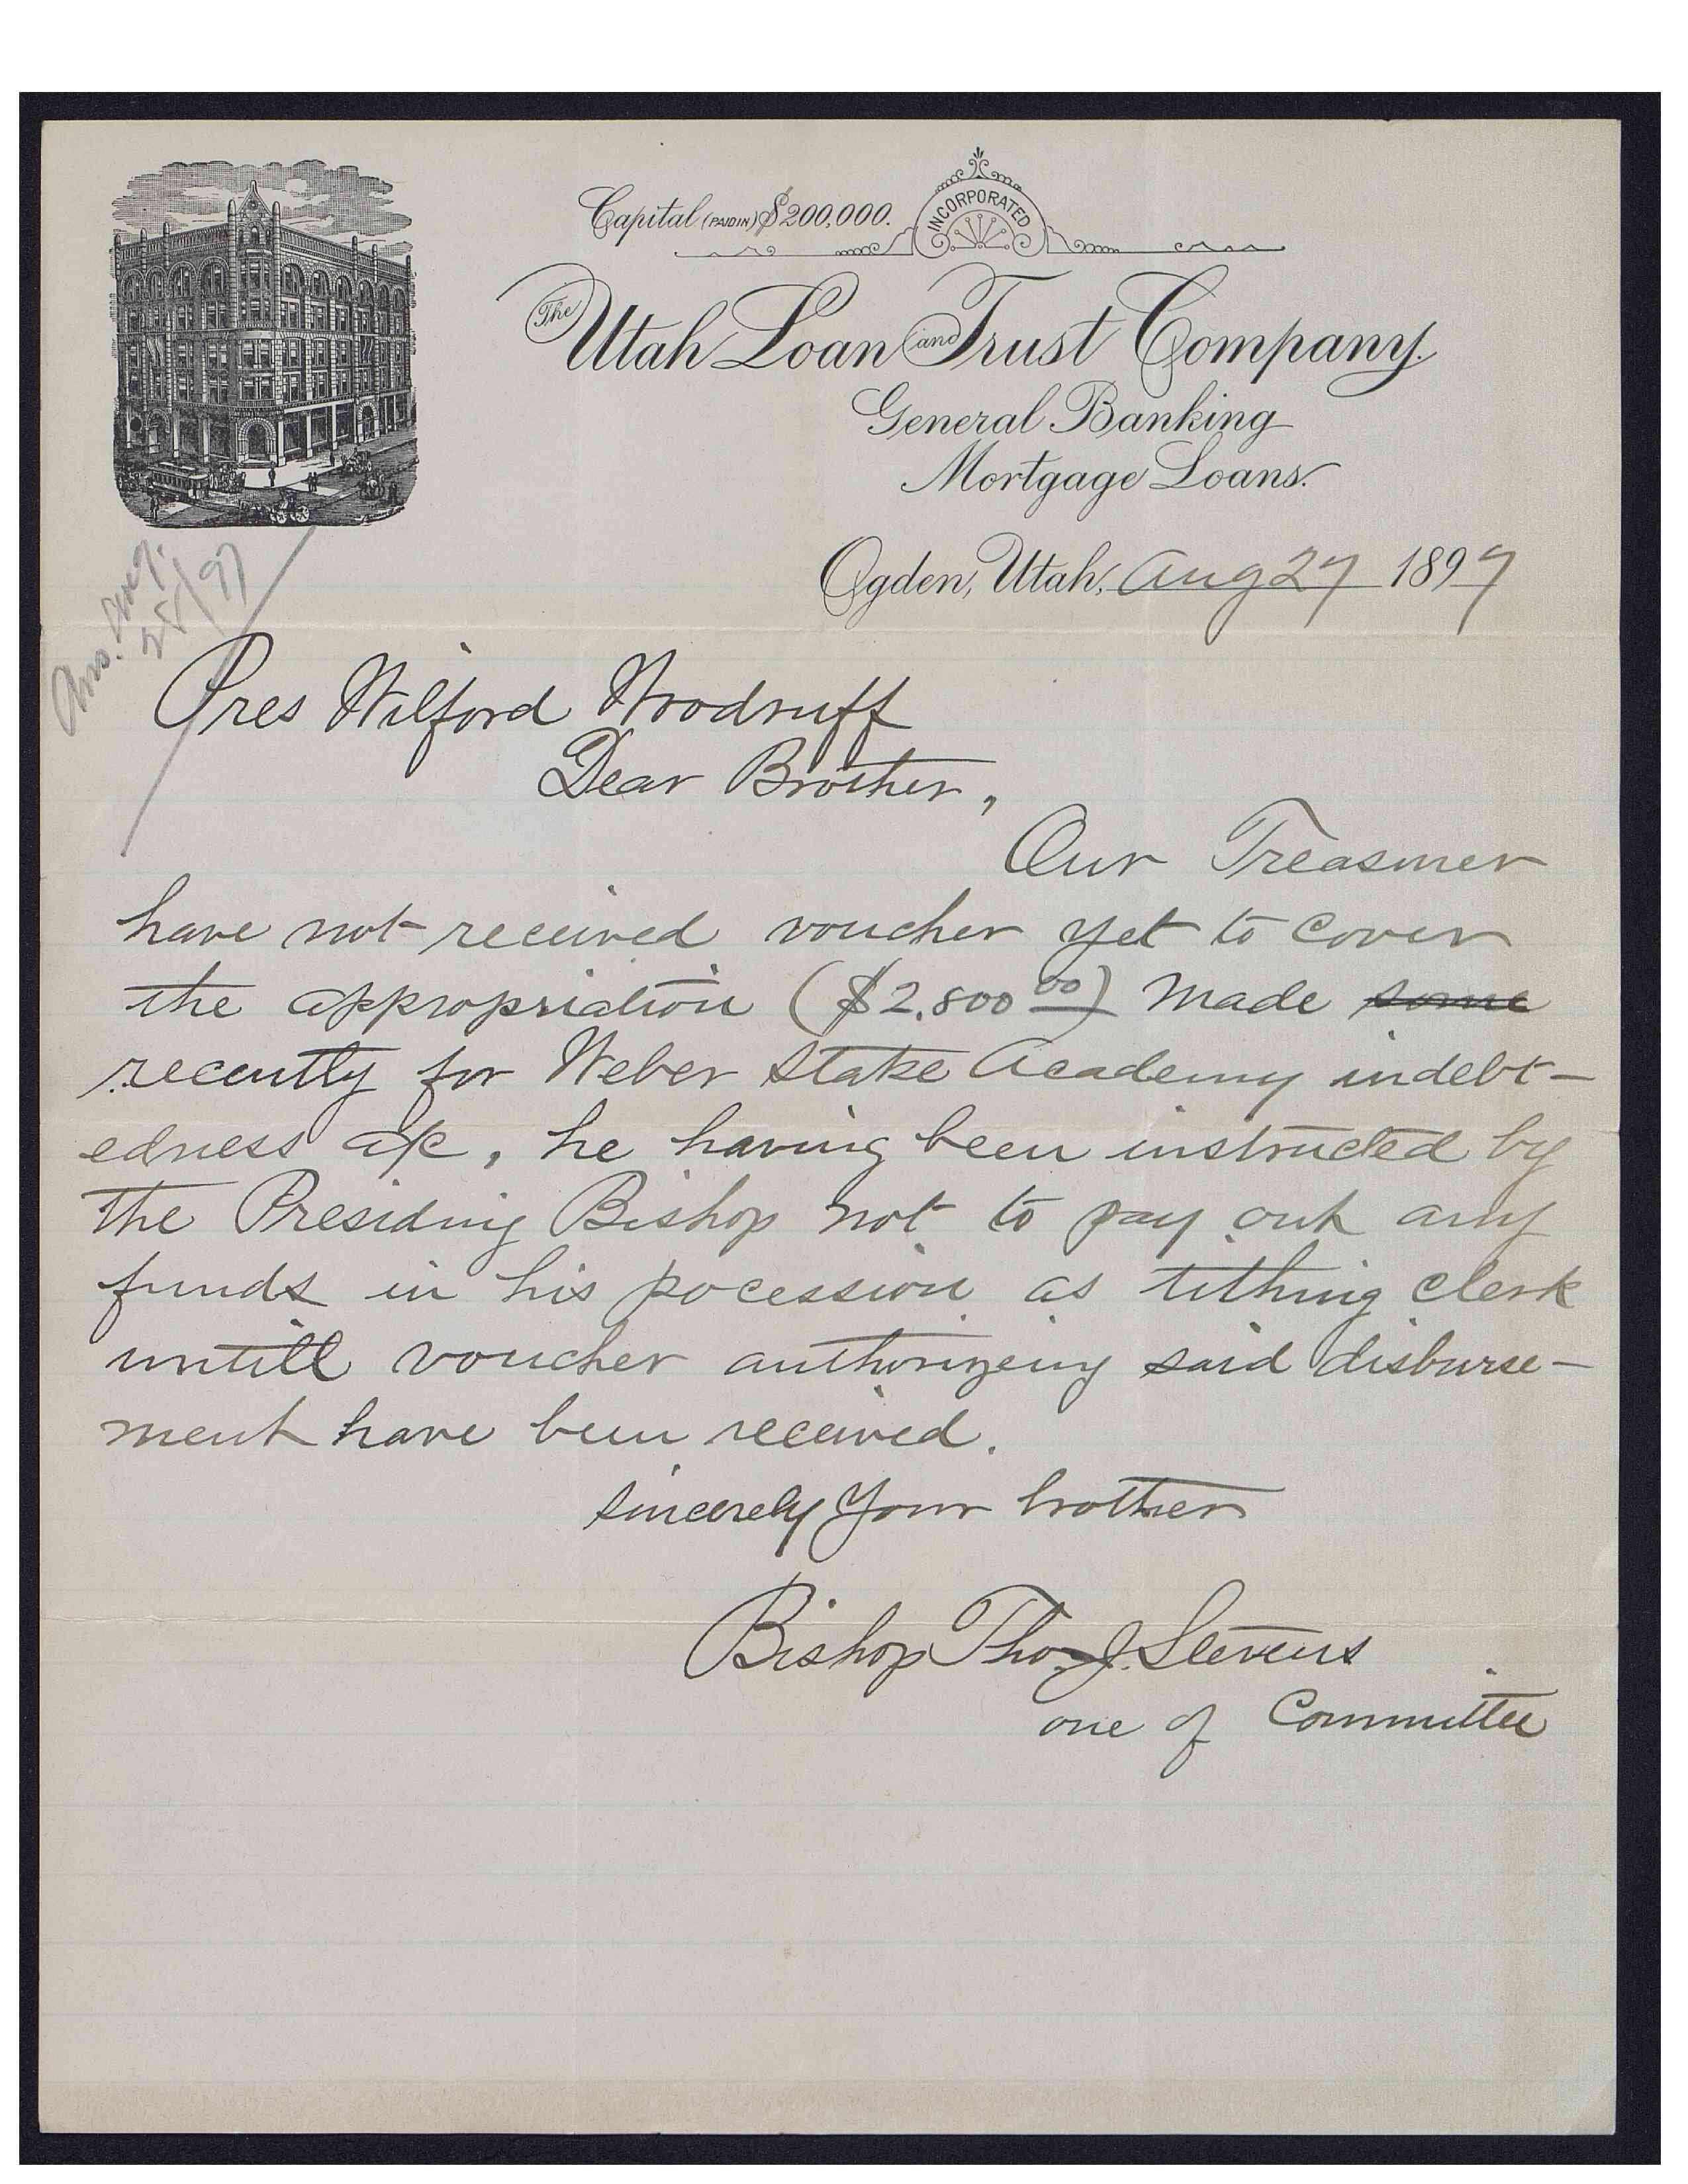 Capital (PAID IN) $200,000.
INCORPORATED
The Utah Loan and Trust Company.
General Banking
Mortgage Loans.
Ogden, Utah, Aug 27 1897
Ans. Aug.
28/97
Pres Wilford Woodruff
Dear Brother,
Our Treasurer
have not received voucher yet to cover
the appropriation ($2,800 00) made some
recently for Weber Stake Academy indebt-
edness a/c, he having been instructed by
the Presiding Bishop not to pay out any
funds in his pocession as tithing clerk
untill voucher authorizeing said disburse-
ment have been received.
Sincerely Your brother
Bishop Thos J. Stevens
one of Committee